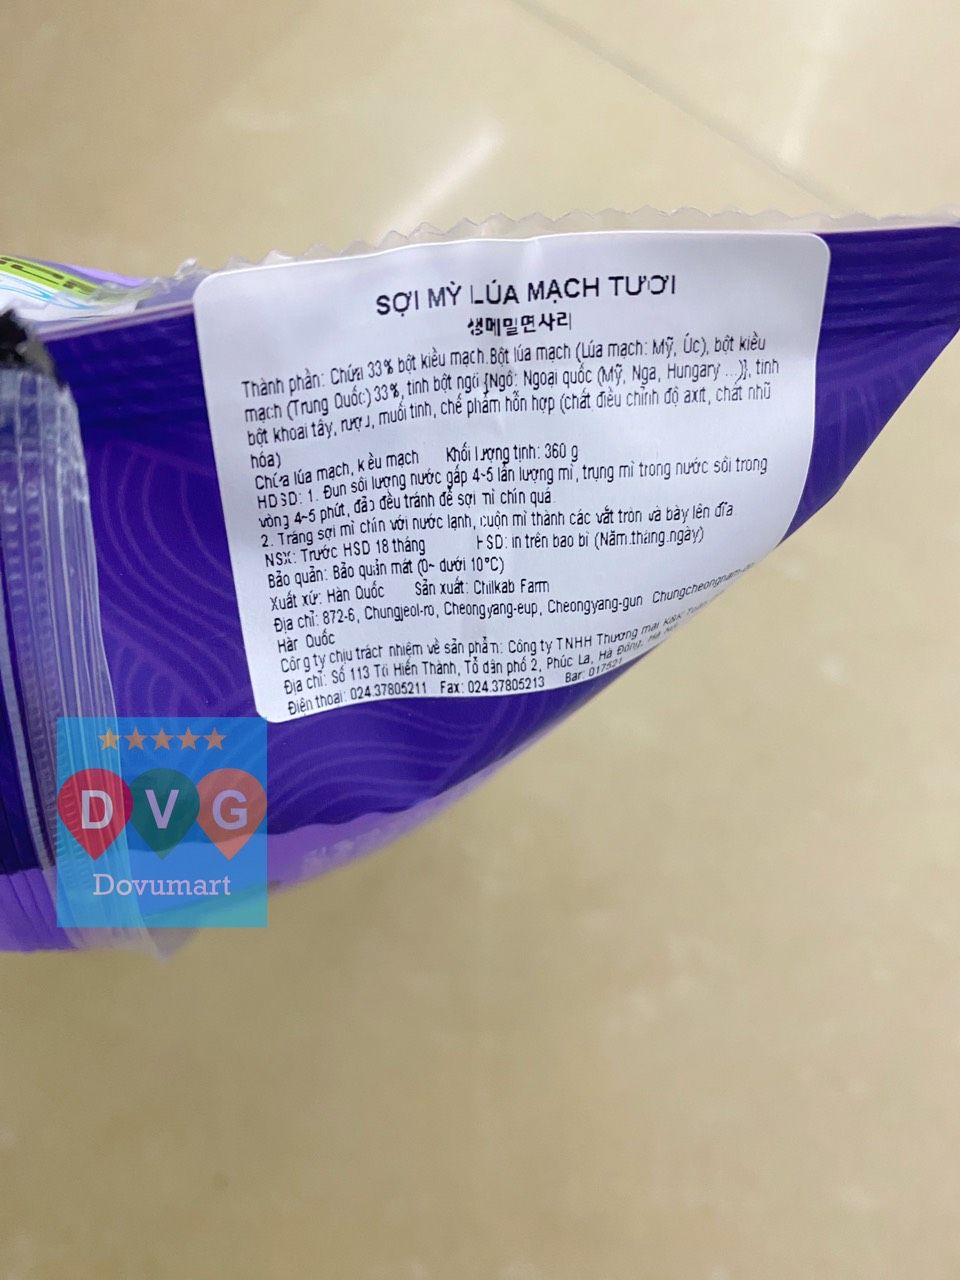 SỢI MỲ LÚA MẠCH TƯƠI
생메밀면사리
Thành phần: Chứa 33% bột kiều mạch.Bột lúa mạch (Lúa mạch: Mỹ, Úc), bột kiều
mạch (Trung Quốc) 33%, tinh bột ngô {Ngô: Ngoại quốc (Mỹ, Nga, Hungary ...)}, tinh
bột khoai tây, rượu, muối tinh, chế phẩm hỗn hợp (chất điều chỉnh độ axít, chất nhũ
hóa)
Chứa lúa mạch, kiều mạch Khối lượng tịnh: 360 g
HDSD: 1. Đun sôi lượng nước gấp 4~5 lần lượng mì, trụng mì trong nước sôi trong
vòng 4~5 phút, đảo đều tránh để sợi mì chín quá.
2. Tráng sợi mì chín với nước lạnh, cuộn mì thành các vắt tròn và bày lên đĩa
NSX: Trước HSD 18 tháng HSD: in trên bao bì (Năm.tháng.ngày)
Bảo quản: Bảo quản mát (0~ dưới 10°C)
Xuất xứ: Hàn Quốc Sản xuất: Chilkab Farm
Địa chỉ: 872-6, Chungjeol-ro, Cheongyang-eup, Cheongyang-gun Chungcheongnam-do
Hàn Quốc
Công ty chịu trách nhiệm về sản phẩm: Công ty TNHH Thương mại K&K
Địa chỉ: Số 113 Tô Hiến Thành, Tổ dân phố 2, Phúc La, Hà Đông, Hà Nội
Điện thoại: 024.37805211 Fax: 024.37805213 Bar: 017521
D V G
Dovumart